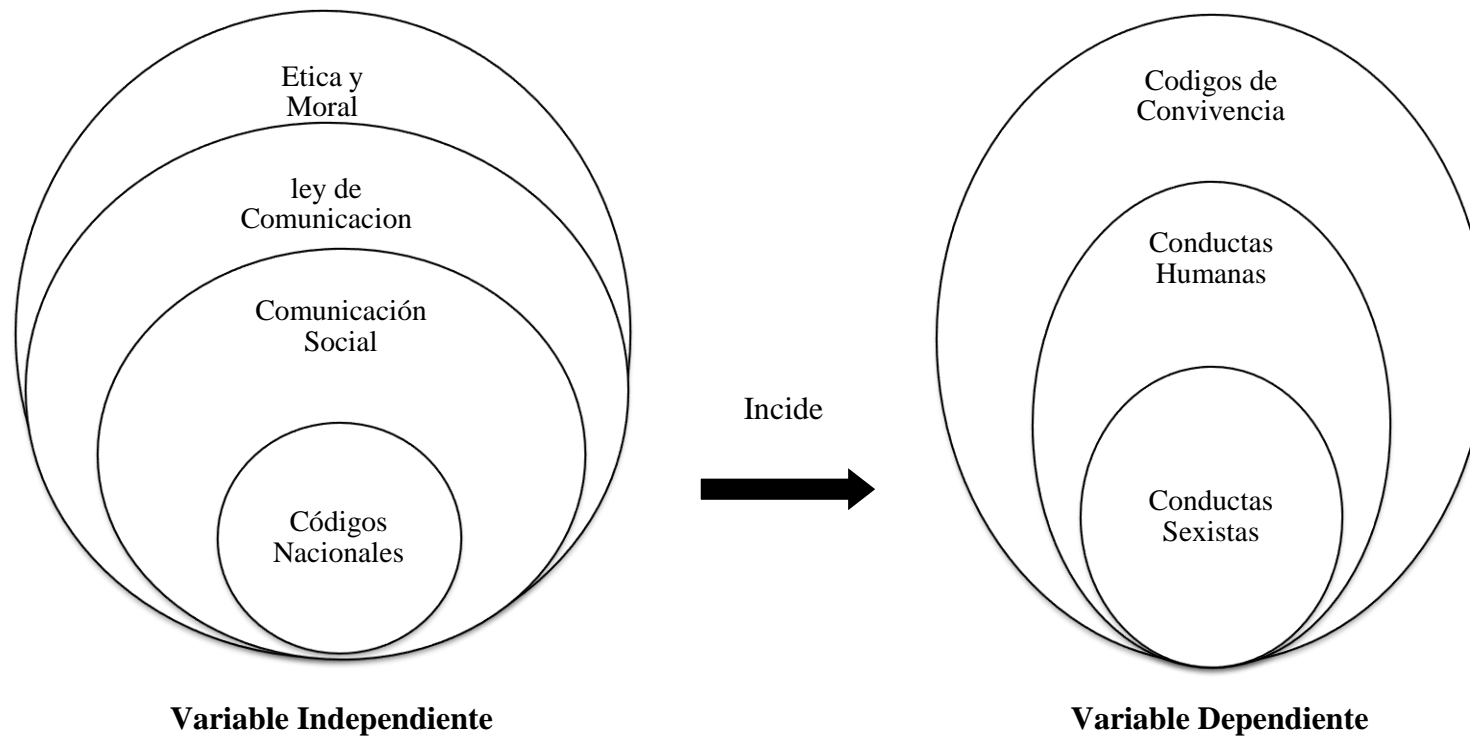 Etica y
Moral
ley de
Comunicacion
Comunicación
Social
Códigos
Nacionales
Variable Independiente
Incide
Codigos de
Convivencia
Conductas
Humanas
Conductas
Sexistas
Variable Dependiente